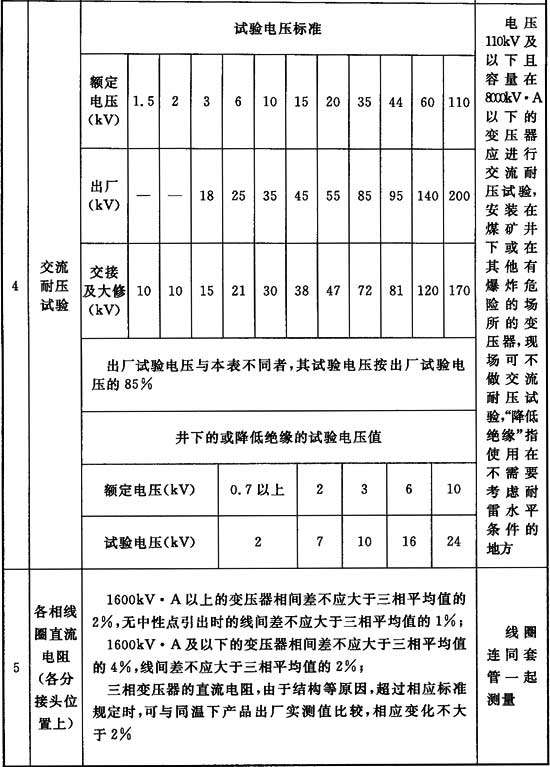 试验电压标准
额定
电压
(kV)
1.5 2 3 6 10 15 20 35 44 60 110
出厂
(kV)
— — 18 25 35 45 55 85 95 140 200
4
交流
耐压
试验
交接
及大修
(kV)
10 10 15 21 30 38 47 72 81 120 170
出厂试验电压与本表不同者,其试验电压按出厂试验电
压的85%
井下的或降低绝缘的试验电压值
额定电压(kV) 0.7以上 2 3 6 10
试验电压(kV) 2 7 10 16 24
电压
110kV及
以下且
容量在
8000kV·A
以下的
变压器
应进行
交流耐
压试验,
安装在
煤矿井
下或在
其他有
爆炸危
险的场
所的变
压器,现
场可不
做交流
耐压试
验,“降低
绝缘”指
使用在
不需要
考虑耐
雷水平
条件的
地方
5
各相线
圈直流
电阻
(各分
接头位
置上)
1600kV·A以上的变压器相间差不应大于三相平均值的
2%,无中性点引出时的线间差不应大于三相平均值的1%;
1600kV·A及以下的变压器相间差不应大于三相平均值
的4%,线间差不应大于三相平均值的2%;
三相变压器的直流电阻,由于结构等原因,超过相应标准
规定时,可与同温下产品出厂实测值比较,相应变化不大
于2%
线圈
连同套
管一起
测量